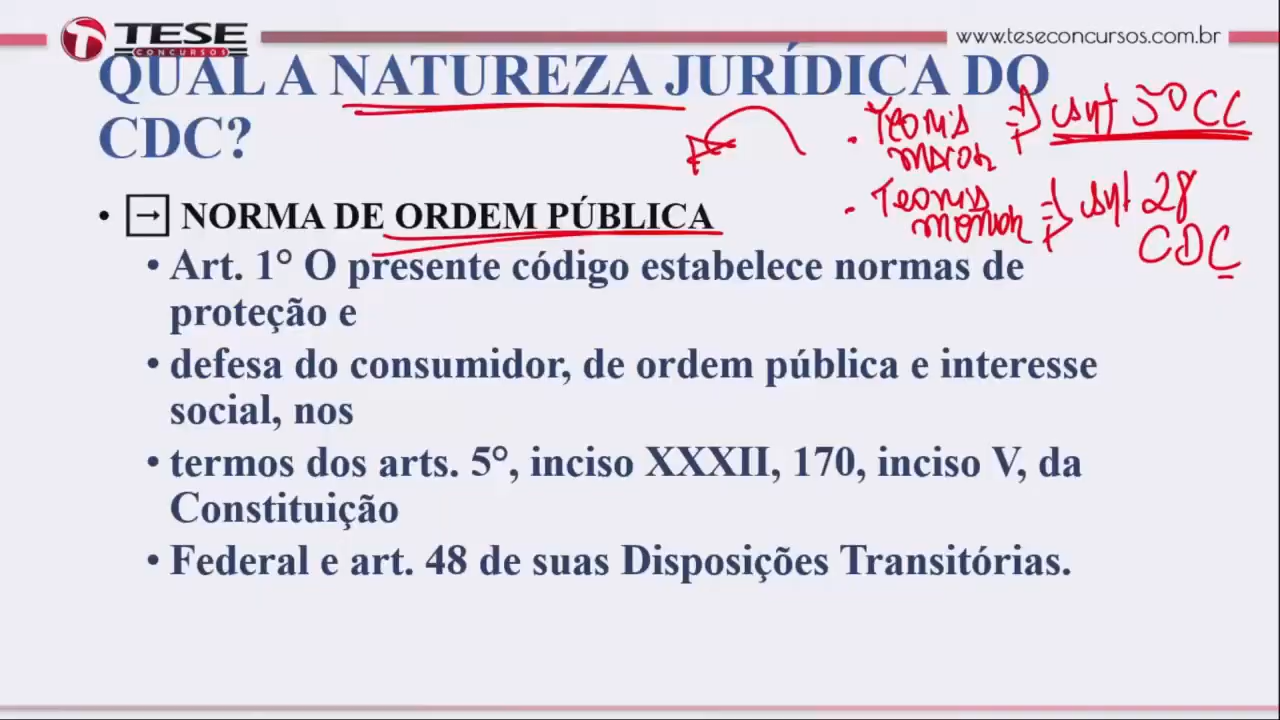 TESE
CONCURSOS
www.teseconcursos.com.br
QUAL A NATUREZA JURÍDICA DO
CDC?
• Teoria maior ⇒ art 50 CC
• Teoria menor ⇒ art 28 CDC
• → NORMA DE ORDEM PÚBLICA
• Art. 1° O presente código estabelece normas de
proteção e
• defesa do consumidor, de ordem pública e interesse
social, nos
• termos dos arts. 5°, inciso XXXII, 170, inciso V, da
Constituição
• Federal e art. 48 de suas Disposições Transitórias.